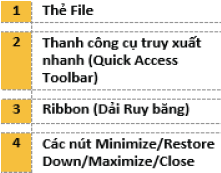 1 Thẻ File
2 Thanh công cụ truy xuất
nhanh (Quick Access
Toolbar)
3 Ribbon (Dải Ruy băng)
4 Các nút Minimize/Restore
Down/Maximize/Close